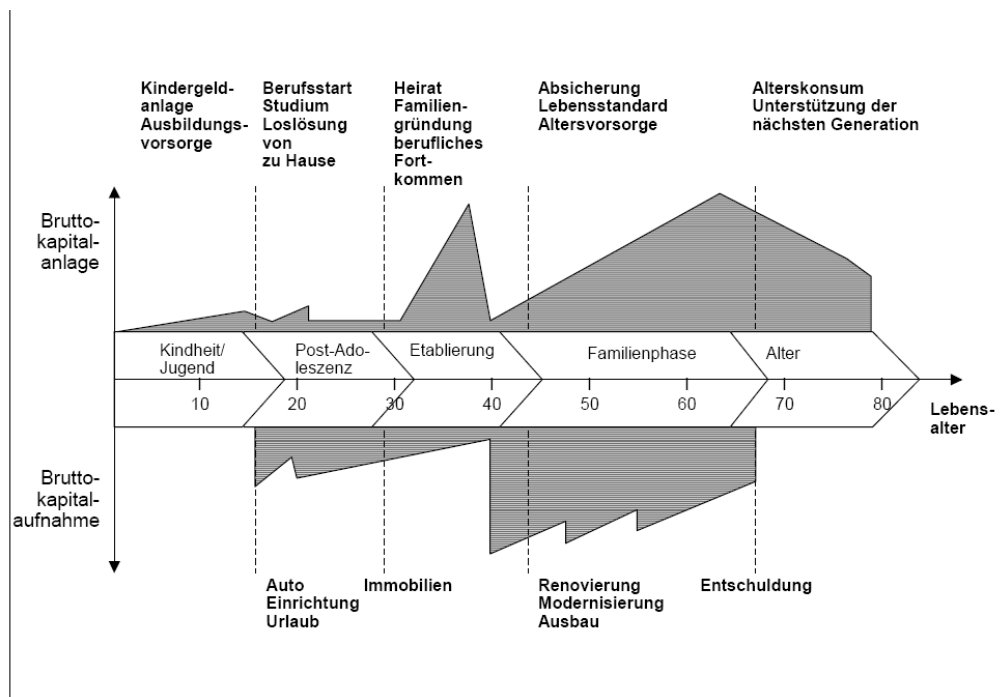 Kindergeld-
anlage
Ausbildungs-
vorsorge
Berufsstart
Studium
Loslösung
von
zu Hause
Heirat
Familien-
gründung
berufliches
Fort-
kommen
Absicherung
Lebensstandard
Altersvorsorge
Alterskonsum
Unterstützung der
nächsten Generation
Brutto-
kapital-
anlage
Kindheit/
Jugend
Post-Ado-
leszenz
Etablierung
Familienphase
Alter
10
20
30
40
50
60
70
80
Lebens-
alter
Brutto-
kapital-
aufnahme
Auto
Einrichtung
Urlaub
Immobilien
Renovierung
Modernisierung
Ausbau
Entschuldung